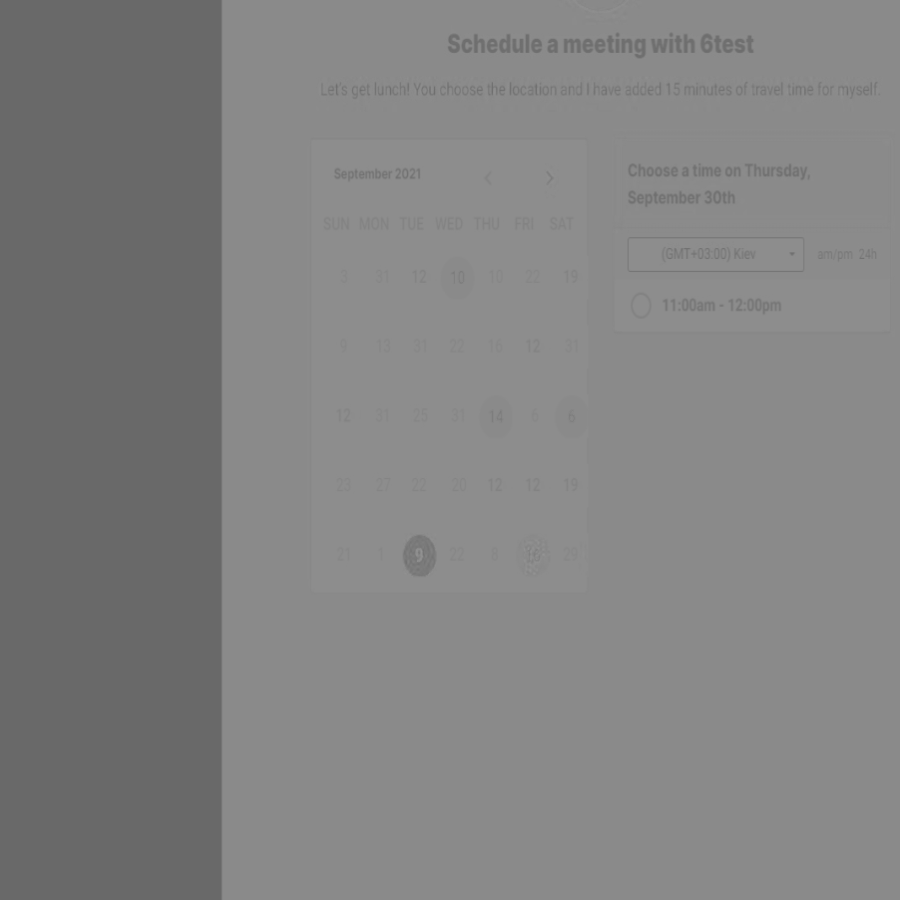 Schedule a meeting with 6test
Let's get lunch! You choose the location and I have added 15 minutes of travel time for myself.
September 2021
SUN MON TUE WED THU FRI SAT
3 31 12 10 10 22 19
9 13 31 22 16 12 31
12 31 25 31 14 6 6
23 27 22 20 12 12 19
21 1 9 22 8 16 29
Choose a time on Thursday,
September 30th
(GMT+03:00) Kiev am/pm 24h
11:00am - 12:00pm